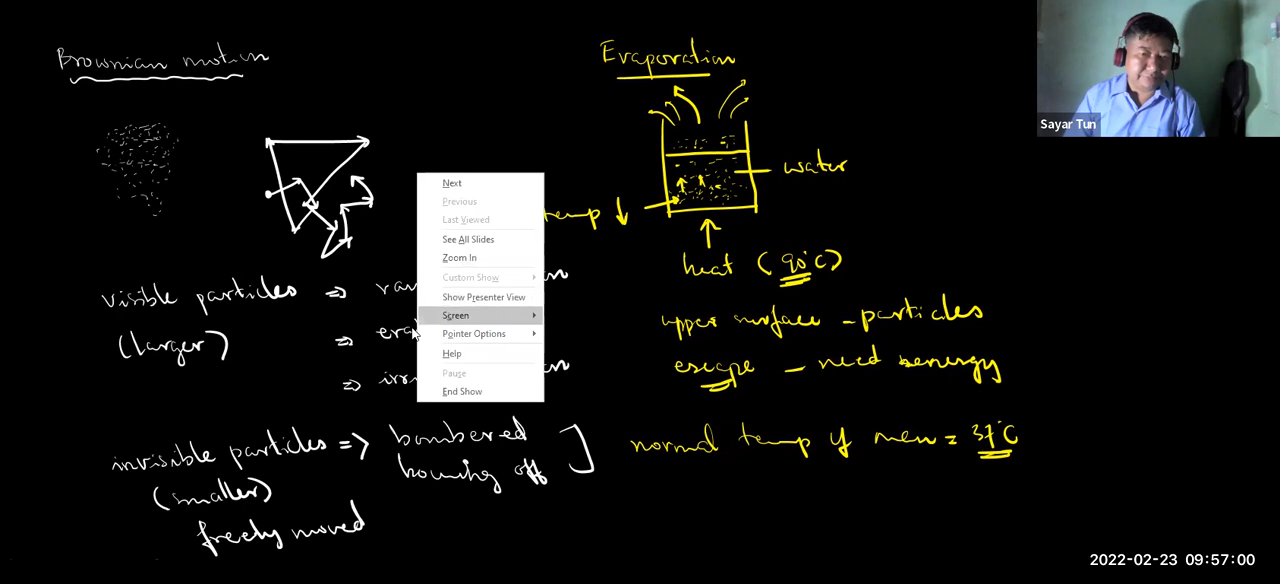 Brownian motion
visible particles => ran
(larger) => era
=> irr
invisible particles => bombered
(smaller) bouncing off
freely moved
Next
Previous
Last Viewed
See All Slides
Zoom In
Custom Show
Show Presenter View
Screen
Pointer Options
Help
Pause
End Show
Evaporation
water
temp ↓
heat (90°C)
upper surface - particles
escape - need energy
normal temp of men = 37°C
Sayar Tun
2022-02-23 09:57:00